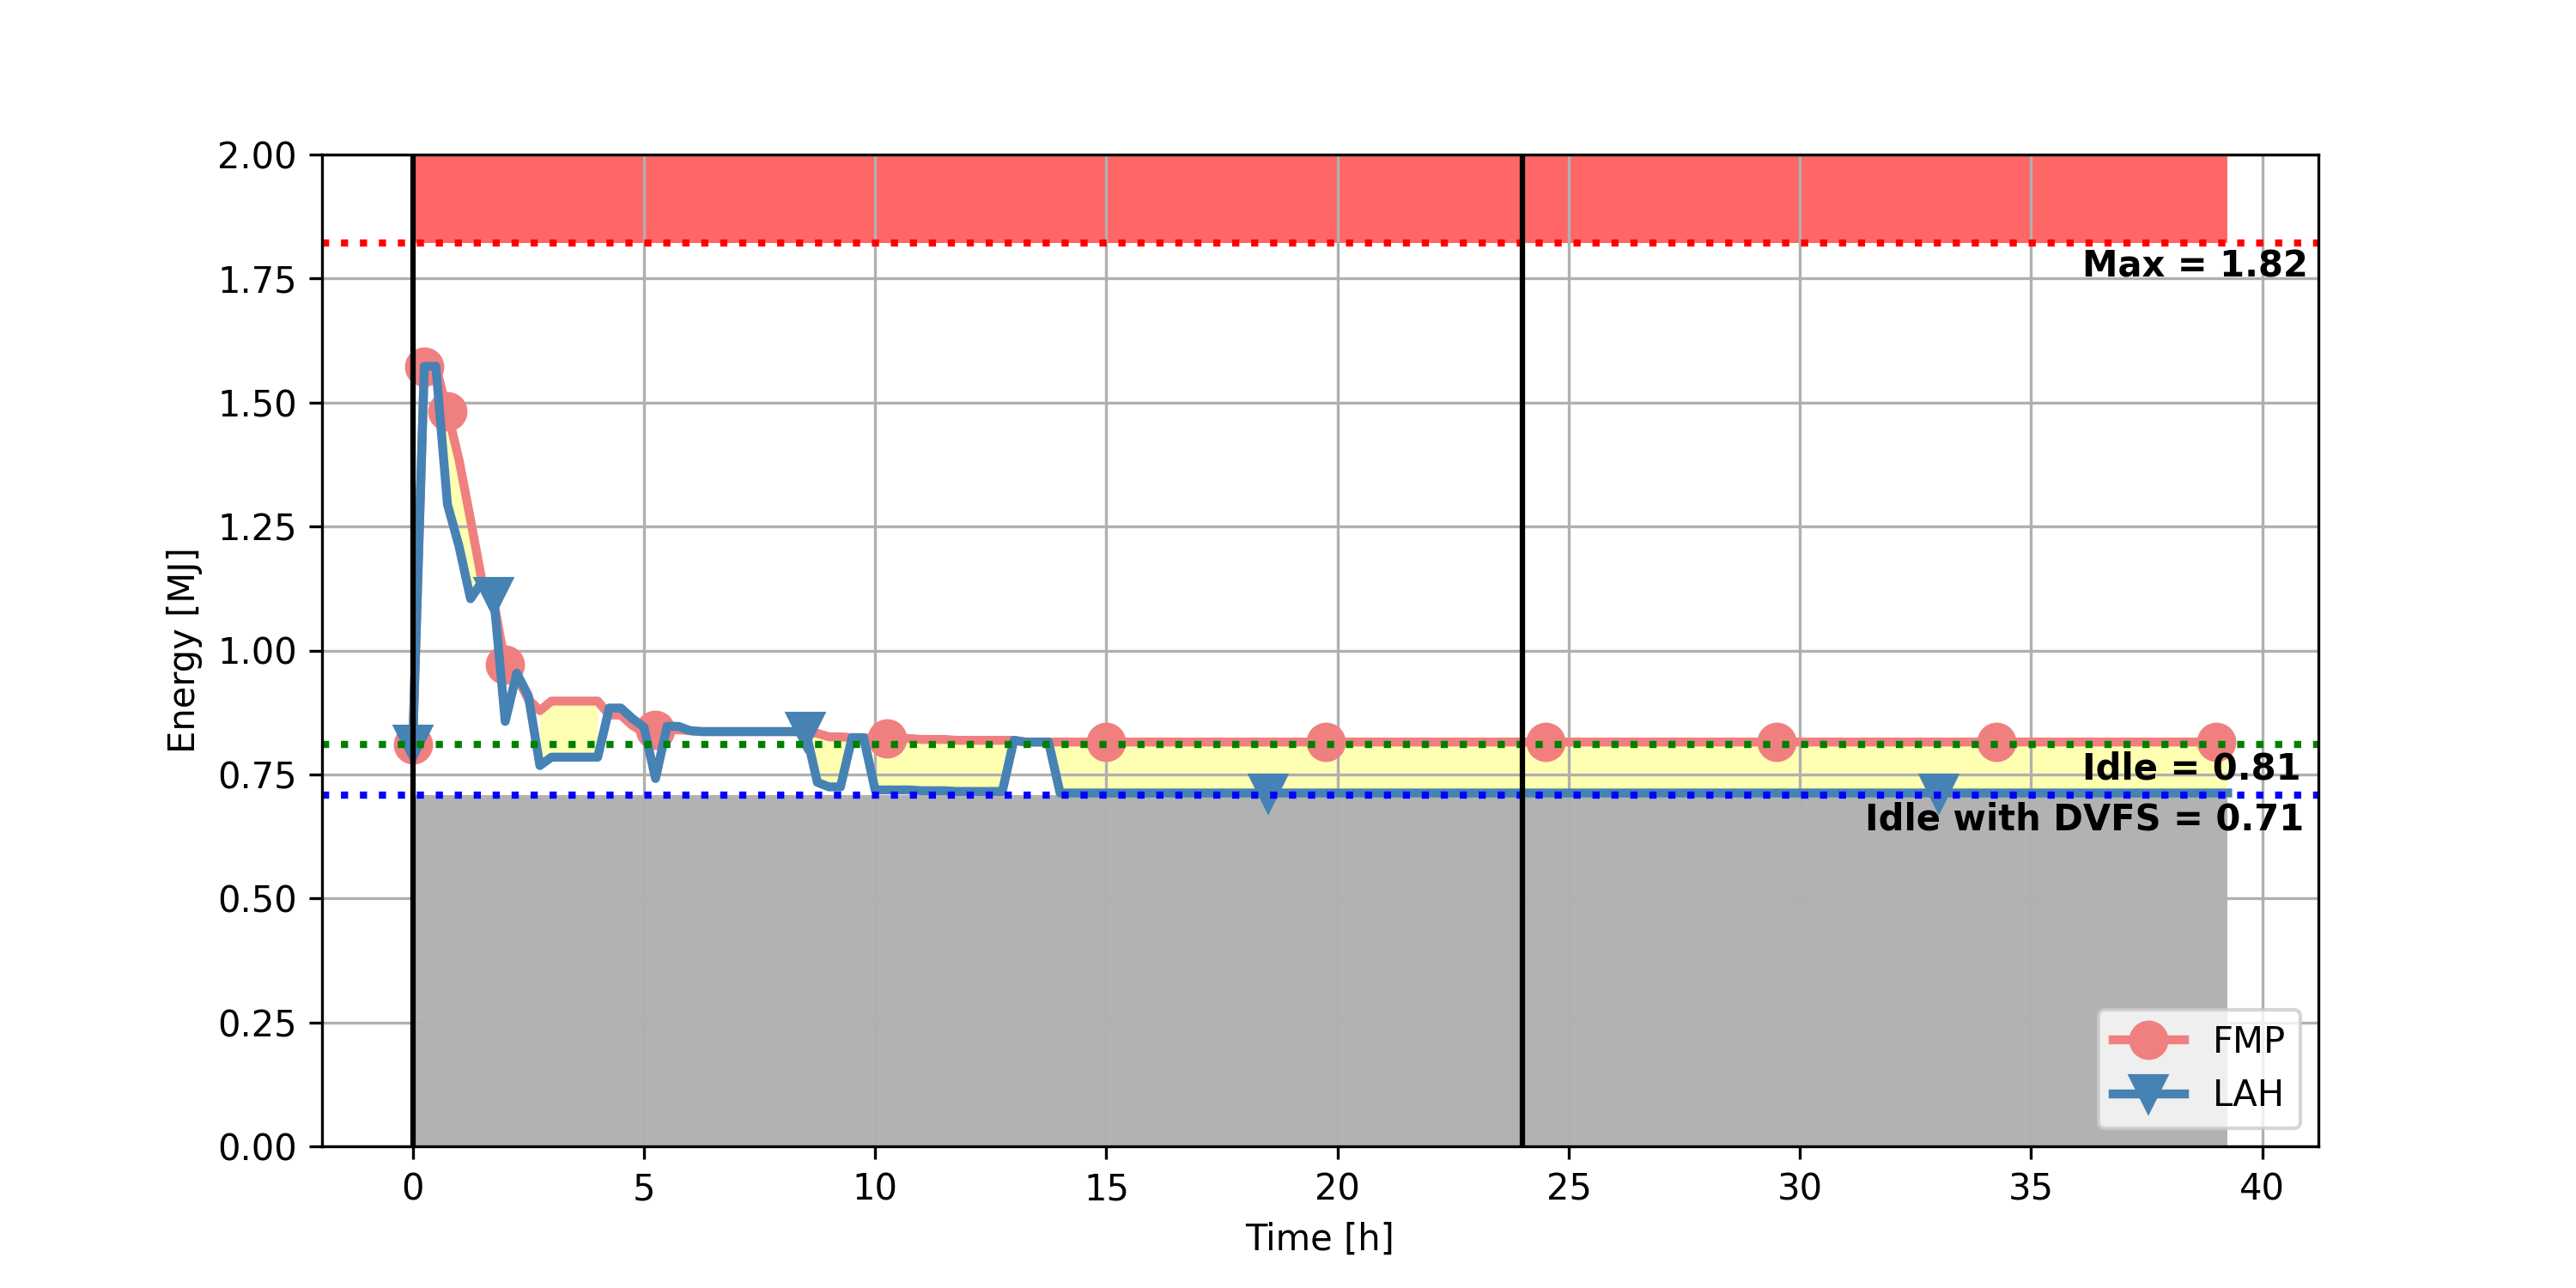 2.00
1.75
1.50
1.25
1.00
0.75
0.50
0.25
0.00
Energy [MJ]
Max = 1.82
Idle = 0.81
Idle with DVFS = 0.71
FMP
LAH
0 5 10 15 20 25 30 35 40
Time [h]